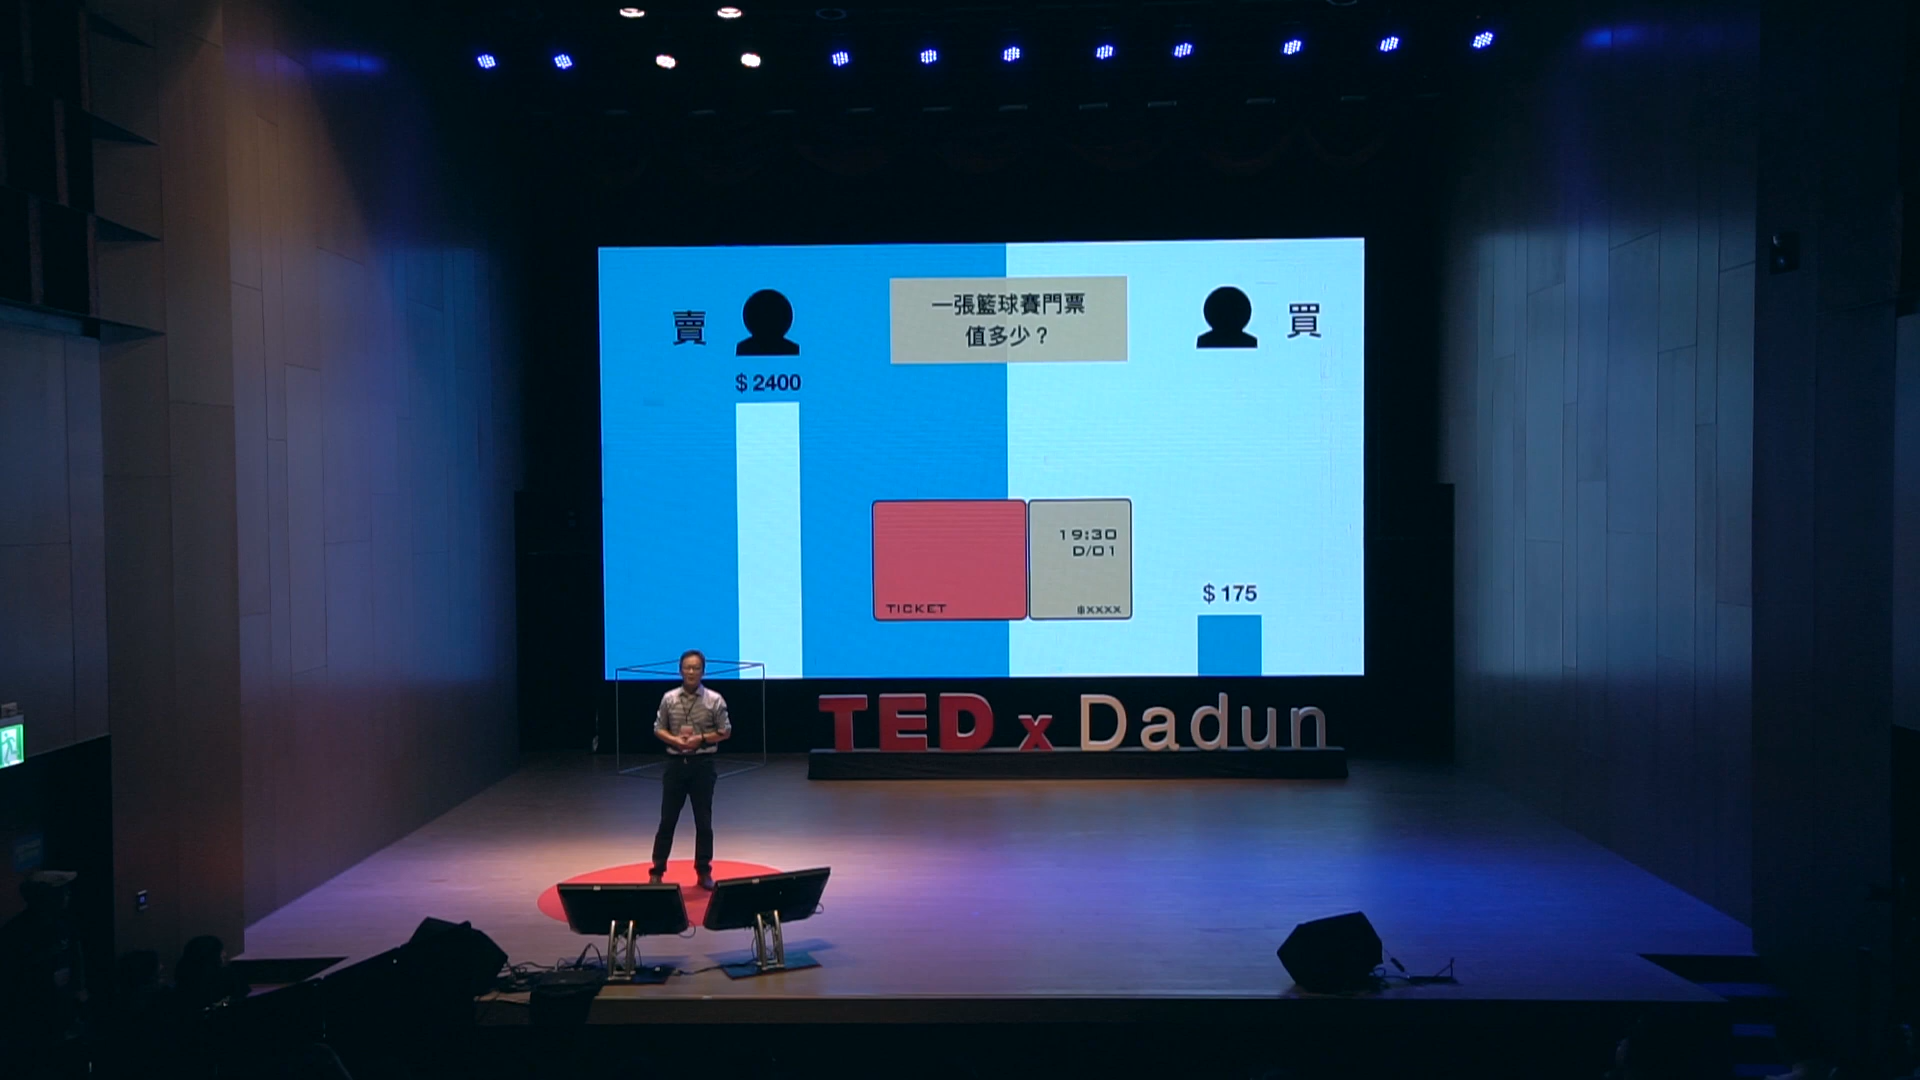 賣
一張籃球賽門票
值多少？
買
$ 2400
19:30
D/01
TICKET
$XXXX
$ 175
TED x Dadun